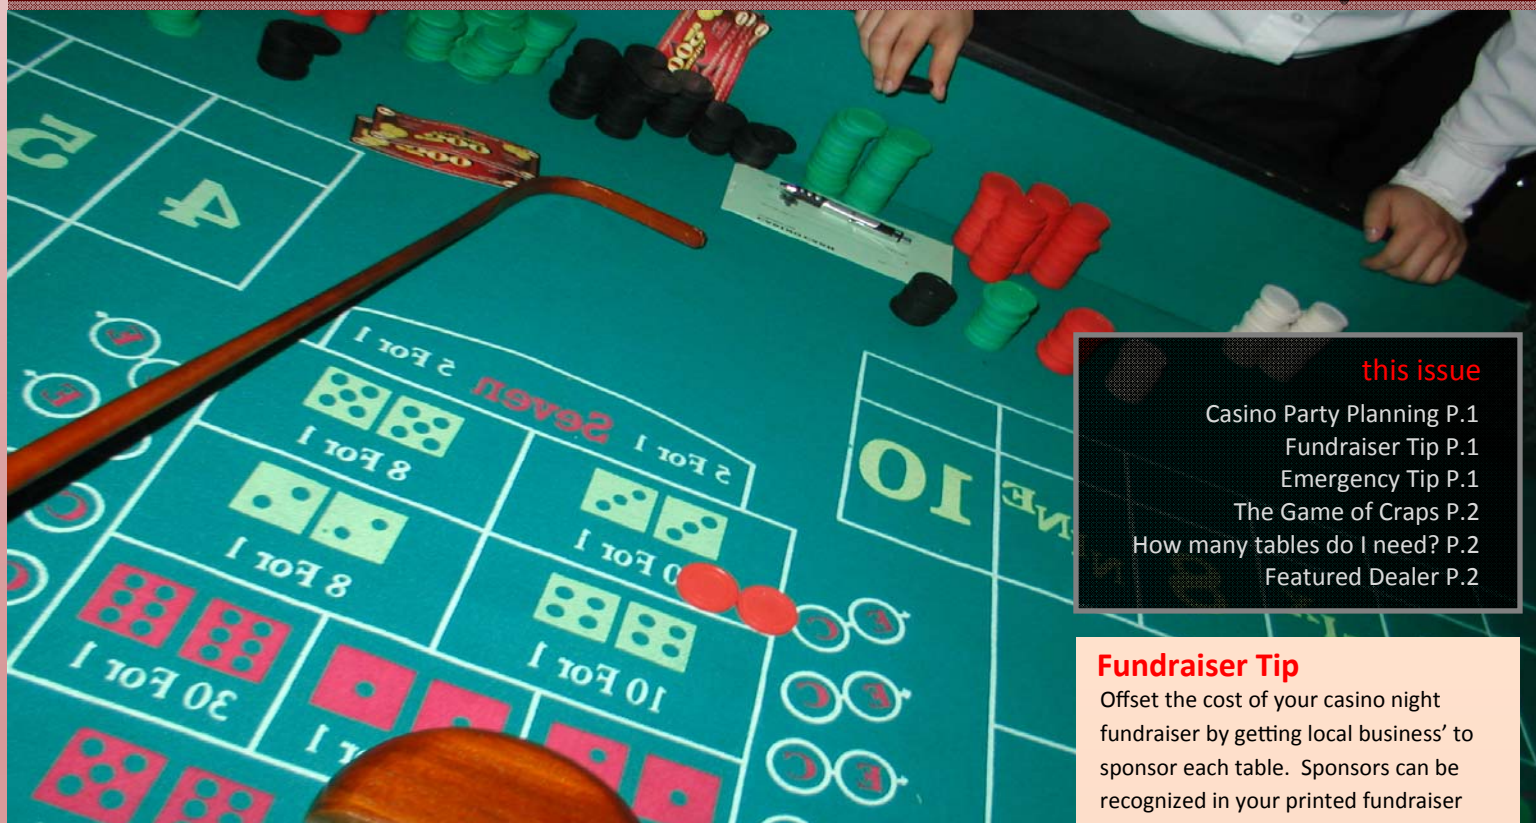 5
4
200
200
5 For 1
Seven
5 For 1
8 For 1
8 For 1
10 For 1
30 For 1
10
E
E
C
C E
C E
C E
this issue
Casino Party Planning P.1
Fundraiser Tip P.1
Emergency Tip P.1
The Game of Craps P.2
How many tables do I need? P.2
Featured Dealer P.2
Fundraiser Tip
Offset the cost of your casino night
fundraiser by getting local business’ to
sponsor each table.  Sponsors can be
recognized in your printed fundraiser